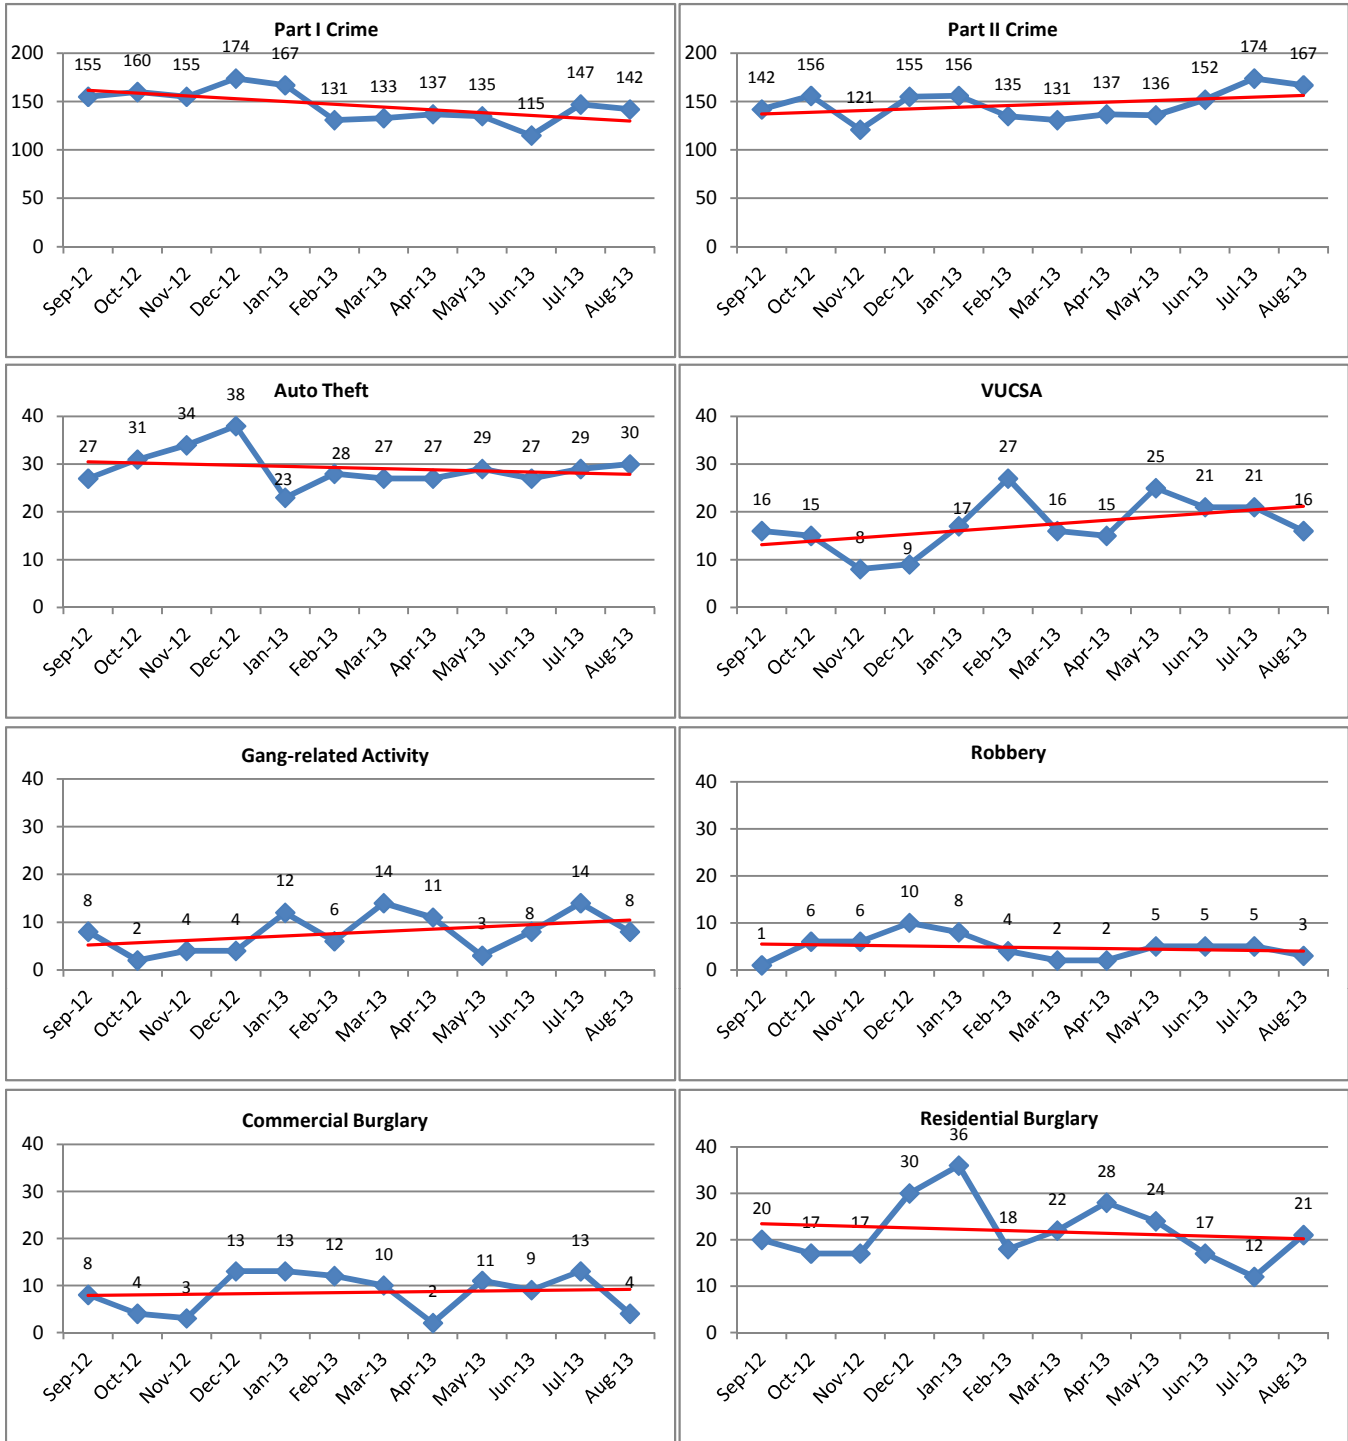 Part I Crime
155 160 155 174 167 131 133 137 135 115 147 142
200
150
100
50
0
Sep-12 Oct-12 Nov-12 Dec-12 Jan-13 Feb-13 Mar-13 Apr-13 May-13 Jun-13 Jul-13 Aug-13
Part II Crime
142 156 121 155 156 135 131 137 136 152 174 167
200
150
100
50
0
Sep-12 Oct-12 Nov-12 Dec-12 Jan-13 Feb-13 Mar-13 Apr-13 May-13 Jun-13 Jul-13 Aug-13
Auto Theft
27 31 34 38 23 28 27 27 29 27 29 30
40
30
20
10
0
Sep-12 Oct-12 Nov-12 Dec-12 Jan-13 Feb-13 Mar-13 Apr-13 May-13 Jun-13 Jul-13 Aug-13
VUCSA
16 15 8 9 17 27 16 15 25 21 21 16
40
30
20
10
0
Sep-12 Oct-12 Nov-12 Dec-12 Jan-13 Feb-13 Mar-13 Apr-13 May-13 Jun-13 Jul-13 Aug-13
Gang-related Activity
8 2 4 4 12 6 14 11 3 8 14 8
40
30
20
10
0
Sep-12 Oct-12 Nov-12 Dec-12 Jan-13 Feb-13 Mar-13 Apr-13 May-13 Jun-13 Jul-13 Aug-13
Robbery
1 6 6 10 8 4 2 2 5 5 5 3
40
30
20
10
0
Sep-12 Oct-12 Nov-12 Dec-12 Jan-13 Feb-13 Mar-13 Apr-13 May-13 Jun-13 Jul-13 Aug-13
Commercial Burglary
8 4 3 13 13 12 10 2 11 9 13 4
40
30
20
10
0
Sep-12 Oct-12 Nov-12 Dec-12 Jan-13 Feb-13 Mar-13 Apr-13 May-13 Jun-13 Jul-13 Aug-13
Residential Burglary
20 17 17 30 36 18 22 28 24 17 12 21
40
30
20
10
0
Sep-12 Oct-12 Nov-12 Dec-12 Jan-13 Feb-13 Mar-13 Apr-13 May-13 Jun-13 Jul-13 Aug-13